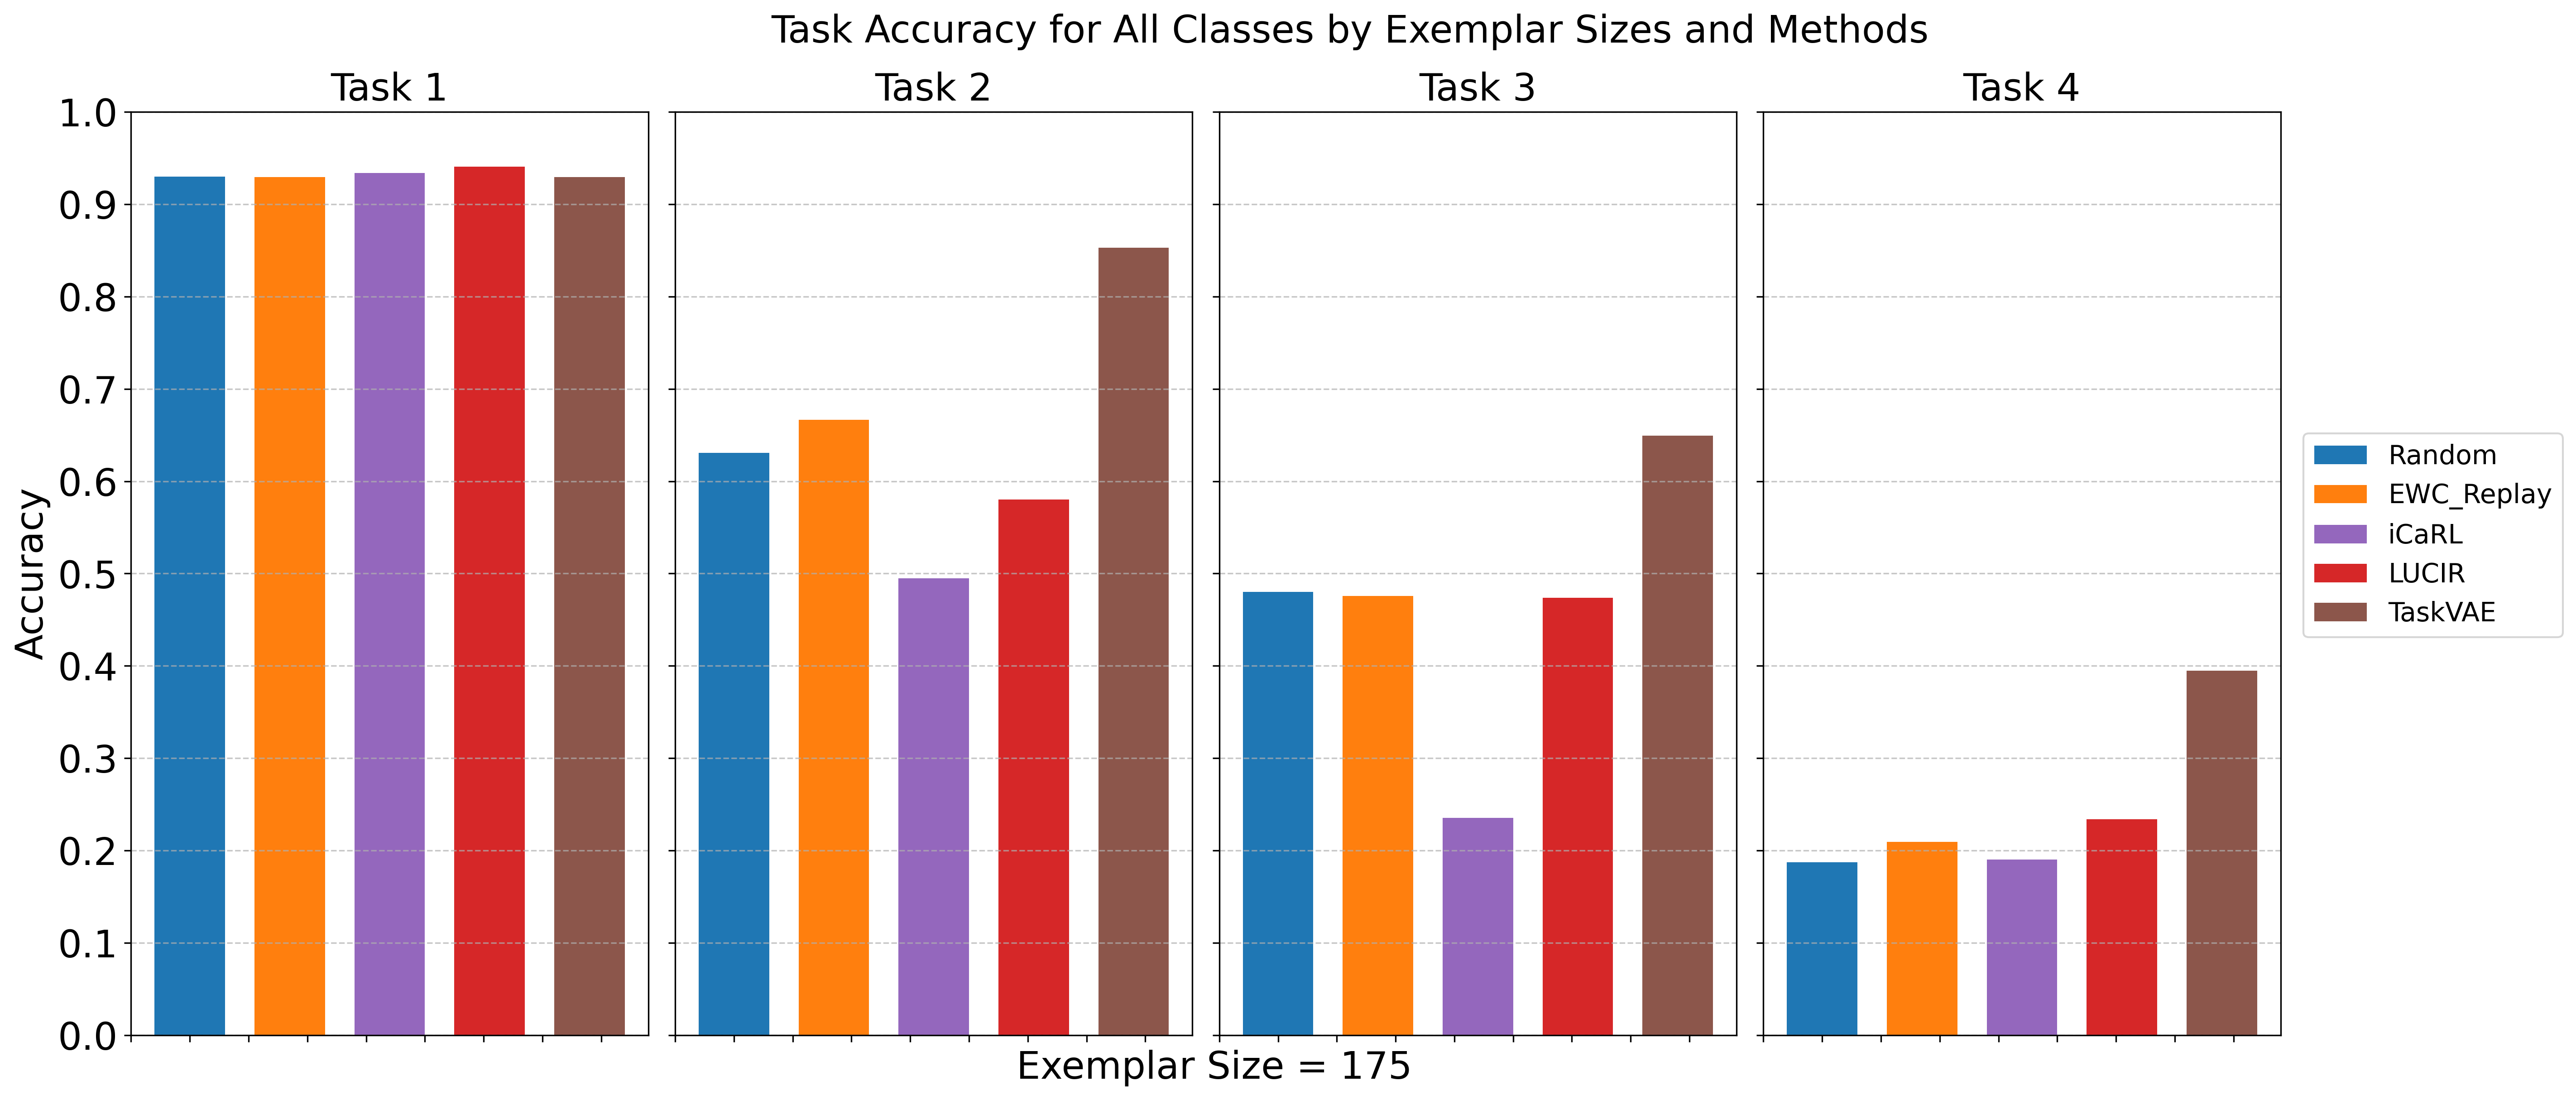 Task Accuracy for All Classes by Exemplar Sizes and Methods
Task 1
Task 2
Task 3
Task 4
1.0
0.9
0.8
0.7
0.6
0.5
0.4
0.3
0.2
0.1
0.0
Accuracy
Exemplar Size = 175
Random
EWC_Replay
iCaRL
LUCIR
TaskVAE